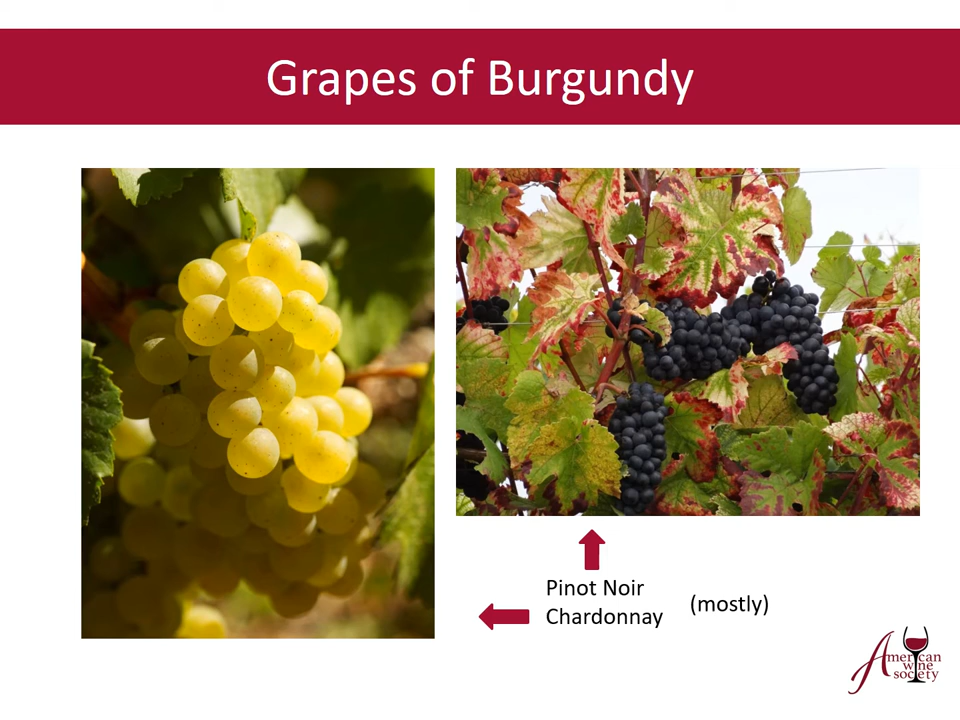 Grapes of Burgundy
Pinot Noir
Chardonnay
(mostly)
American
wine
society